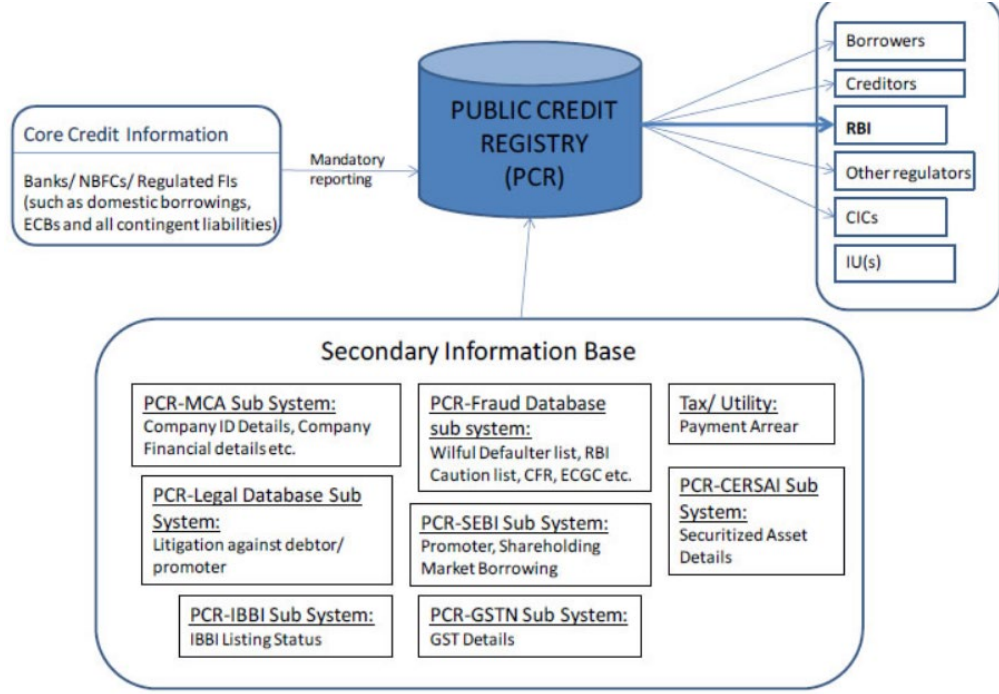 Core Credit Information
Banks/ NBFCs/ Regulated FIs
(such as domestic borrowings,
ECBs and all contingent liabilities)
Mandatory
reporting
PUBLIC CREDIT
REGISTRY
(PCR)
Borrowers
Creditors
RBI
Other regulators
CICs
IU(s)
Secondary Information Base
PCR-MCA Sub System:
Company ID Details, Company
Financial details etc.
PCR-Fraud Database
sub system:
Wilful Defaulter list, RBI
Caution list, CFR, ECGC etc.
Tax/ Utility:
Payment Arrear
PCR-Legal Database Sub
System:
Litigation against debtor/
promoter
PCR-SEBI Sub System:
Promoter, Shareholding
Market Borrowing
PCR-CERSAI Sub
System:
Securitized Asset
Details
PCR-IBBI Sub System:
IBBI Listing Status
PCR-GSTN Sub System:
GST Details